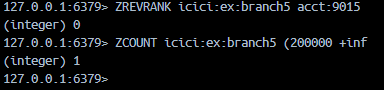 127.0.0.1:6379> ZREVRANK icici:ex:branch5 acct:9015
(integer) 0
127.0.0.1:6379> ZCOUNT icici:ex:branch5 (200000 +inf
(integer) 1
127.0.0.1:6379>